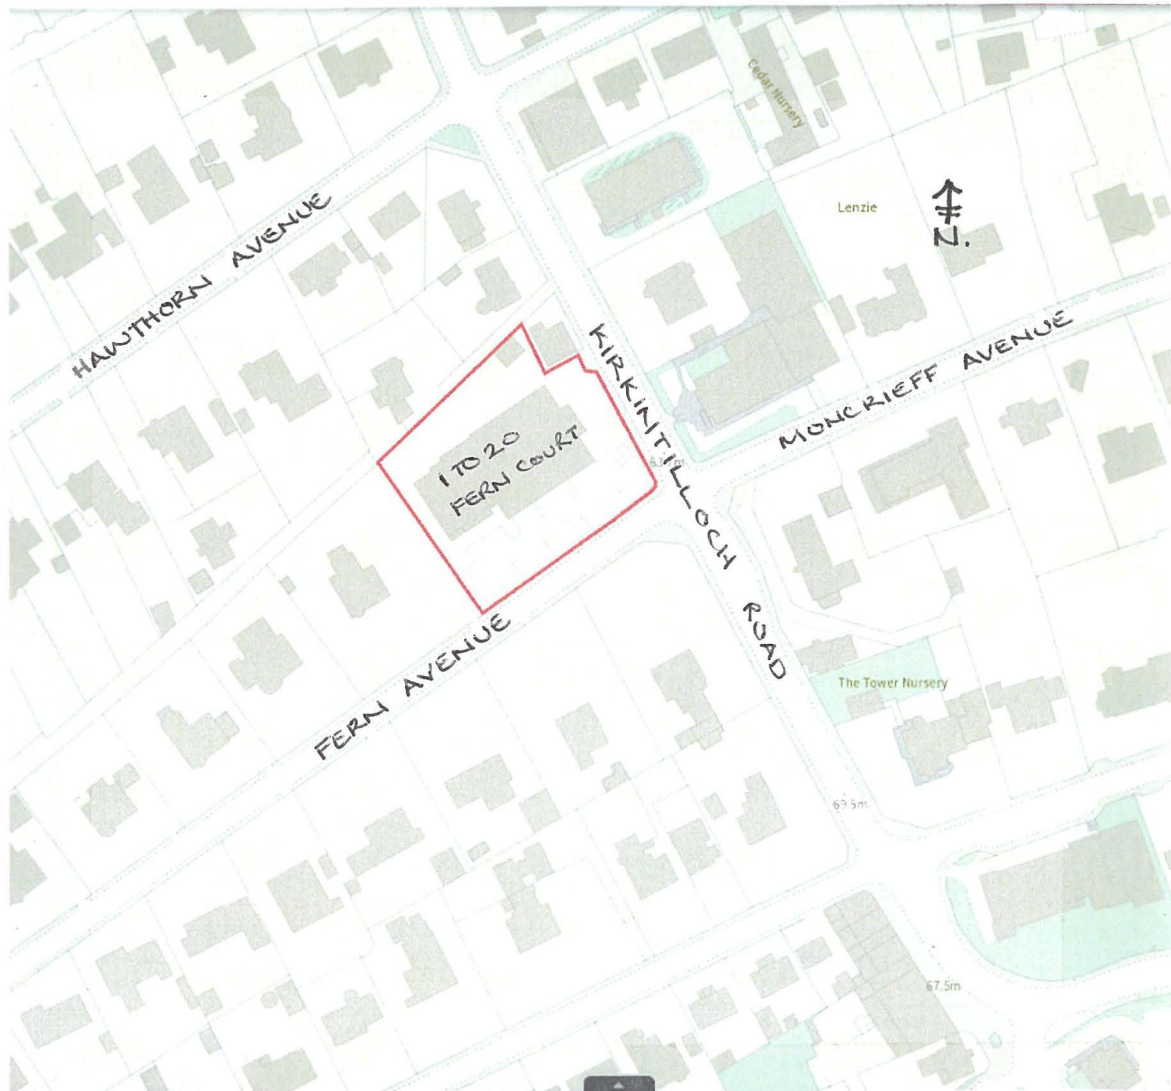 Cedar Nursery
Lenzie
N.
HAWTHORN AVENUE
KIRKINTILLOCH ROAD
MONCRIEFF AVENUE
1 TO 20
FERN COURT
FERN AVENUE
The Tower Nursery
69.5m
67.5m